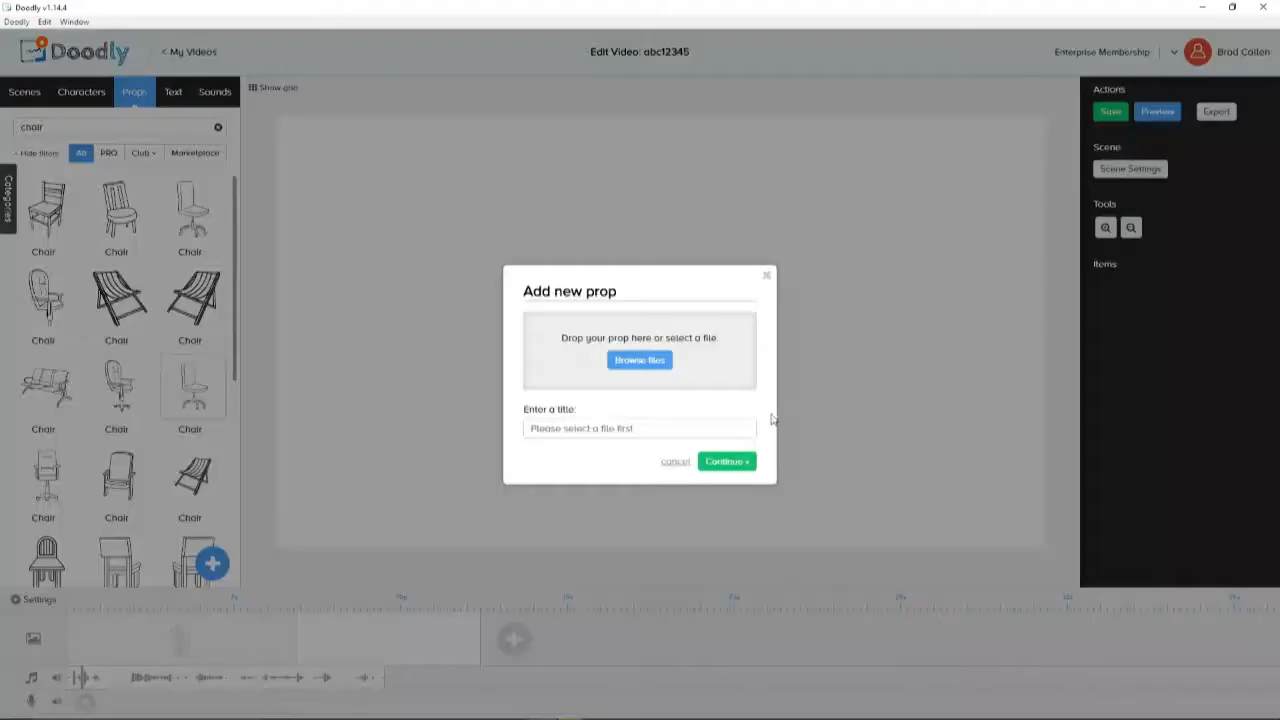 Doodly v1.14.4
Doodly Edit Window
Doodly
< My Videos
Edit Video: abc12345
Enterprise Membership
Brad Callen
Scenes Characters Props Text Sounds
Show grid
chair
- Hide filters All PRO Club Marketplace
Categories
Chair Chair Chair
Chair Chair Chair
Chair Chair Chair
Chair Chair Chair
Add new prop
Drop your prop here or select a file.
Browse files
Enter a title:
Please select a file first
cancel Continue »
Actions
Save Preview Export
Scene
Scene Settings
Tools
Items
Settings